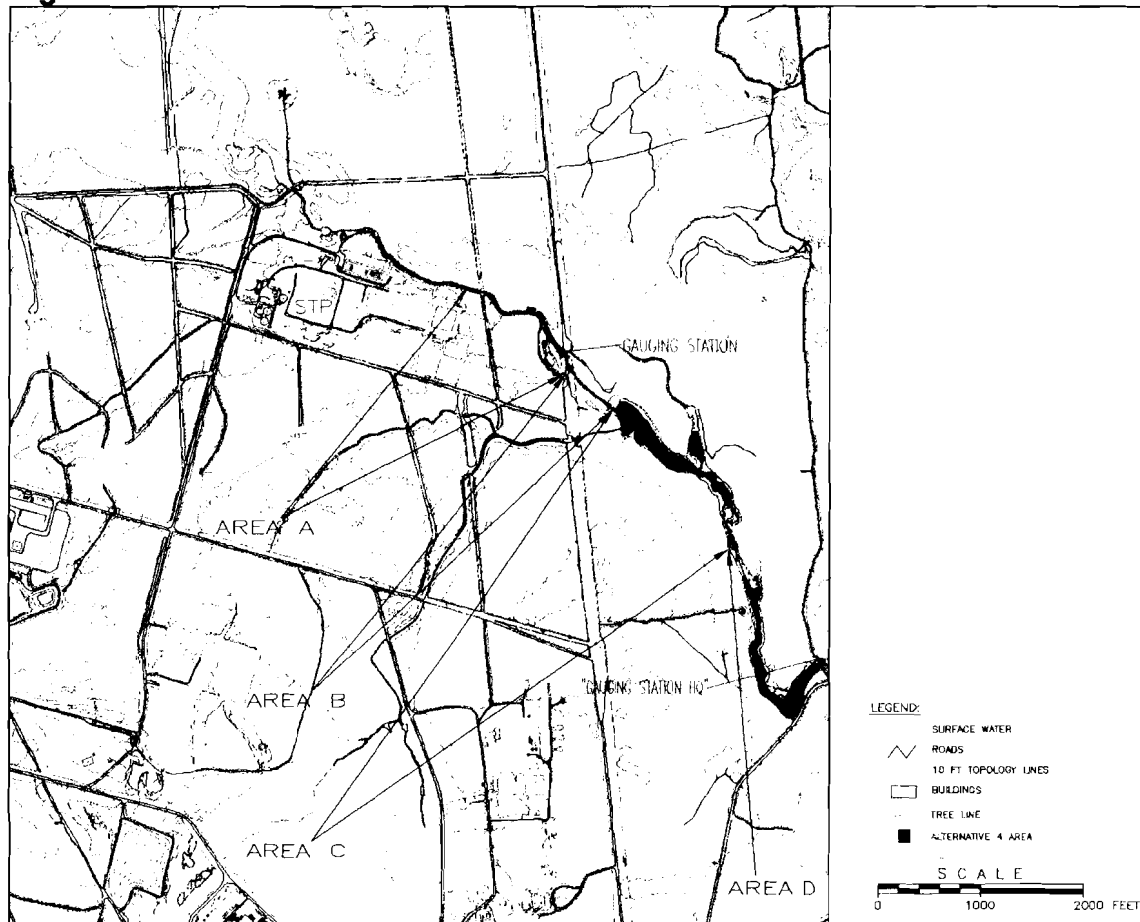 STP
GAUGING STATION
AREA A
AREA B
"GAUGING STATION HQ"
AREA C
AREA D
LEGEND:
SURFACE WATER
ROADS
10 FT TOPOLOGY LINES
BUILDINGS
TREE LINE
ALTERNATIVE 4 AREA
SCALE
0 1000 2000 FEET